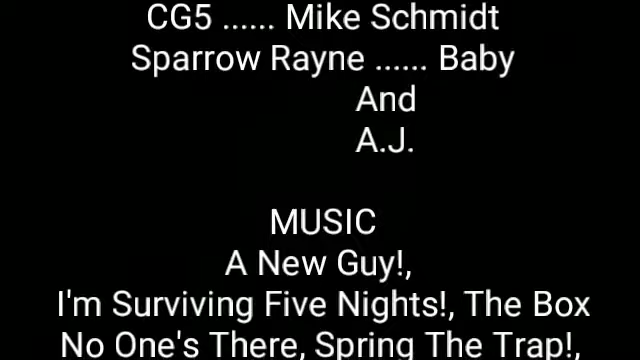 CG5 ...... Mike Schmidt
Sparrow Rayne ...... Baby
And
A.J.
MUSIC
A New Guy!,
I'm Surviving Five Nights!, The Box
No One's There, Spring The Trap!,